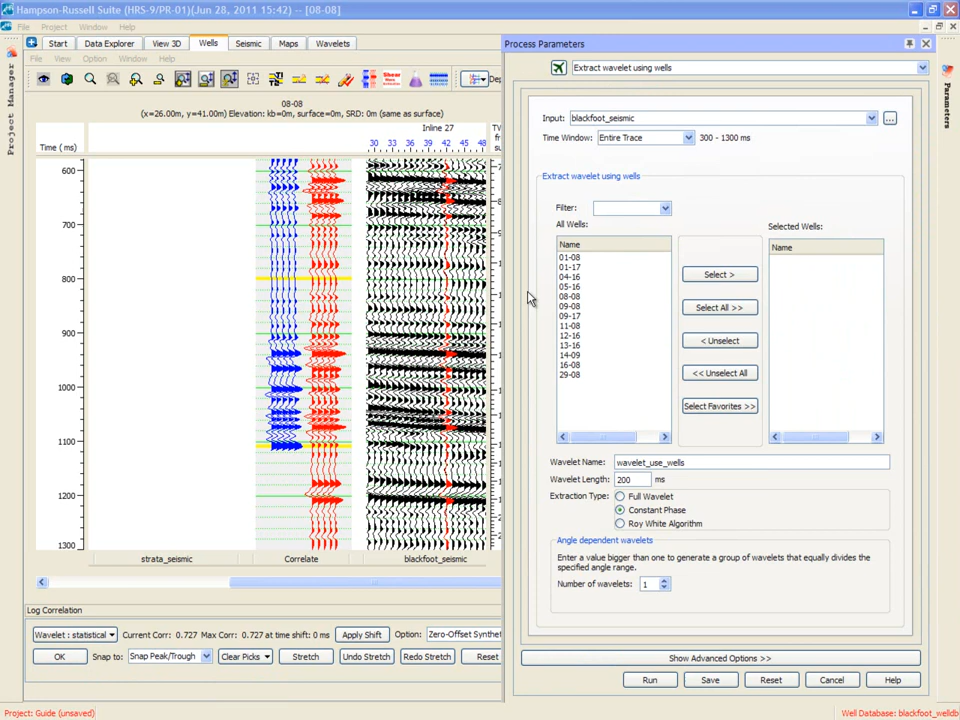 Hampson-Russell Suite (HRS-9/PR-01)(Jun 28, 2011 15:42) - [08-08]
File Project Window Help
Start Data Explorer View 3D Wells Seismic Maps Wavelets
File View Option Window Help
Project Manager
Parameters
08-08
(x=26.00m, y=41.00m) Elevation: kb=0m, surface=0m, SRD: 0m (same as surface)
Time (ms)
Inline 27
30 33 36 39 42 45 48
600
700
800
900
1000
1100
1200
1300
strata_seismic Correlate blackfoot_seismic
Log Correlation
Wavelet : statistical Current Corr: 0.727 Max Corr: 0.727 at time shift: 0 ms Apply Shift Option: Zero-Offset Synthe
OK Snap to: Snap Peak/Trough Clear Picks Stretch Undo Stretch Redo Stretch Reset
Process Parameters
Extract wavelet using wells
Input: blackfoot_seismic ...
Time Window: Entire Trace 300 - 1300 ms
Extract wavelet using wells
Filter:
All Wells:
Selected Wells:
Name
Name
01-08
01-17
04-16
05-16
08-08
09-08
09-17
11-08
12-16
13-16
14-09
16-08
29-08
Select >
Select All >>
< Unselect
<< Unselect All
Select Favorites >>
Wavelet Name: wavelet_use_wells
Wavelet Length: 200 ms
Extraction Type: Full Wavelet
Constant Phase
Roy White Algorithm
Angle dependent wavelets
Enter a value bigger than one to generate a group of wavelets that equally divides the
specified angle range.
Number of wavelets: 1
Show Advanced Options >>
Run Save Reset Cancel Help
Project: Guide (unsaved)
Well Database: blackfoot_welldb